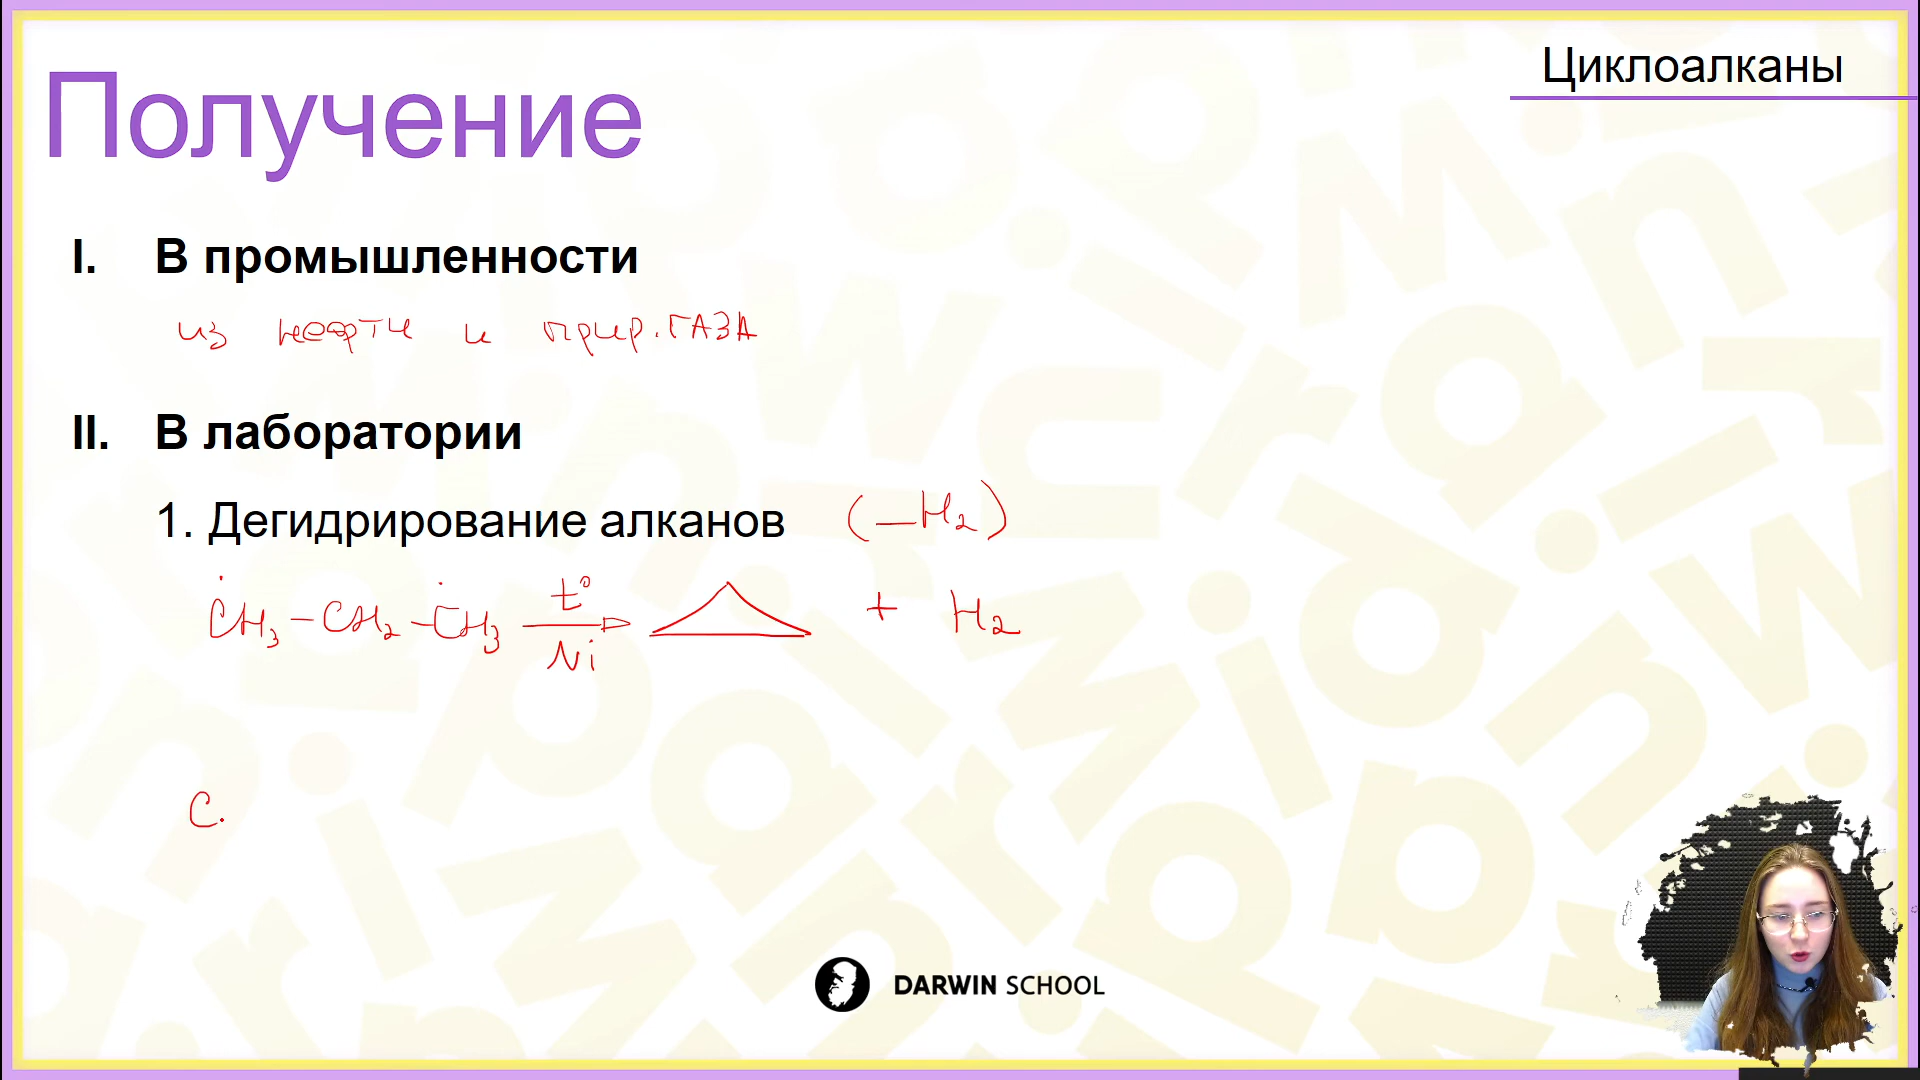 Циклоалканы
Получение
I. В промышленности
из нефти и прир. ГАЗА
II. В лаборатории
1. Дегидрирование алканов (–H₂)
CH₃–CH₂–CH₃ t° Ni + H₂
C.
DARWIN SCHOOL